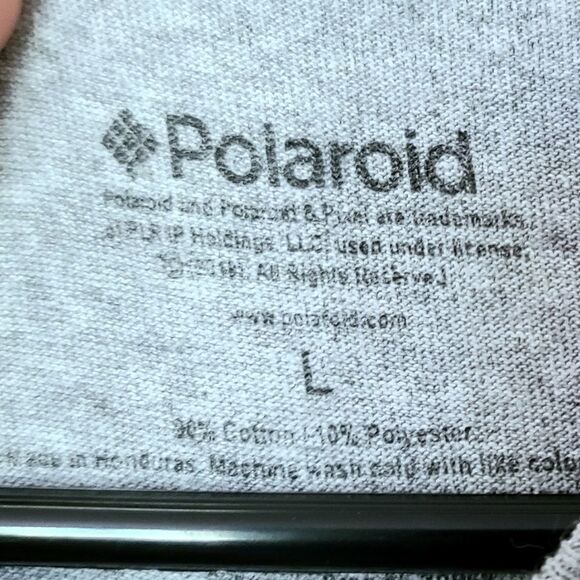 Polaroid
Polaroid and Polaroid & Pixel are trademarks
of PLR IP Holdings, LLC, used under license.
All Rights Reserved
www.polaroid.com
L
90% Cotton | 10% Polyester
Made in Honduras. Machine wash cold with like colo